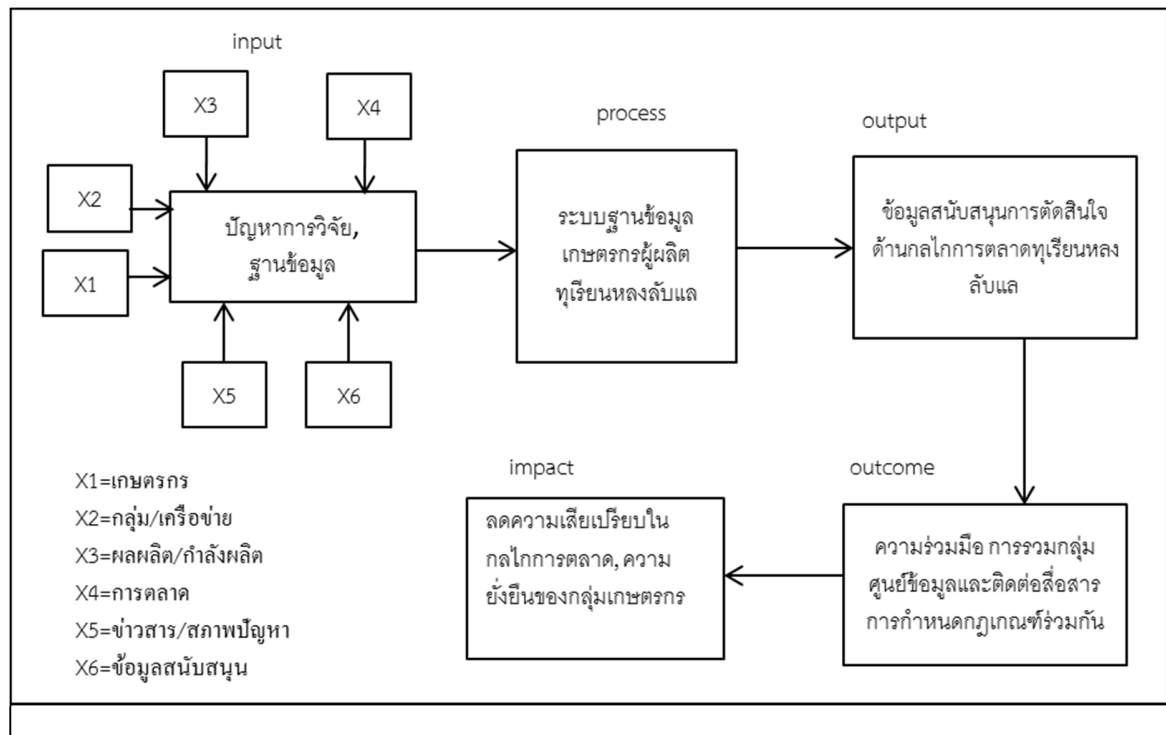 input
X3
X4
process
output
X2
ปัญหาการวิจัย,
ฐานข้อมูล
X1
ระบบฐานข้อมูล
เกษตรกรผู้ผลิต
ทุเรียนหลงลับแล
ข้อมูลสนับสนุนการตัดสินใจ
ด้านกลไกการตลาดทุเรียนหลง
ลับแล
X5
X6
impact
outcome
X1=เกษตรกร
X2=กลุ่ม/เครือข่าย
X3=ผลผลิต/กำลังผลิต
X4=การตลาด
X5=ข่าวสาร/สภาพปัญหา
X6=ข้อมูลสนับสนุน
ลดความเสียเปรียบใน
กลไกการตลาด, ความ
ยั่งยืนของกลุ่มเกษตรกร
ความร่วมมือ การรวมกลุ่ม
ศูนย์ข้อมูลและติดต่อสื่อสาร
การกำหนดกฎเกณฑ์ร่วมกัน